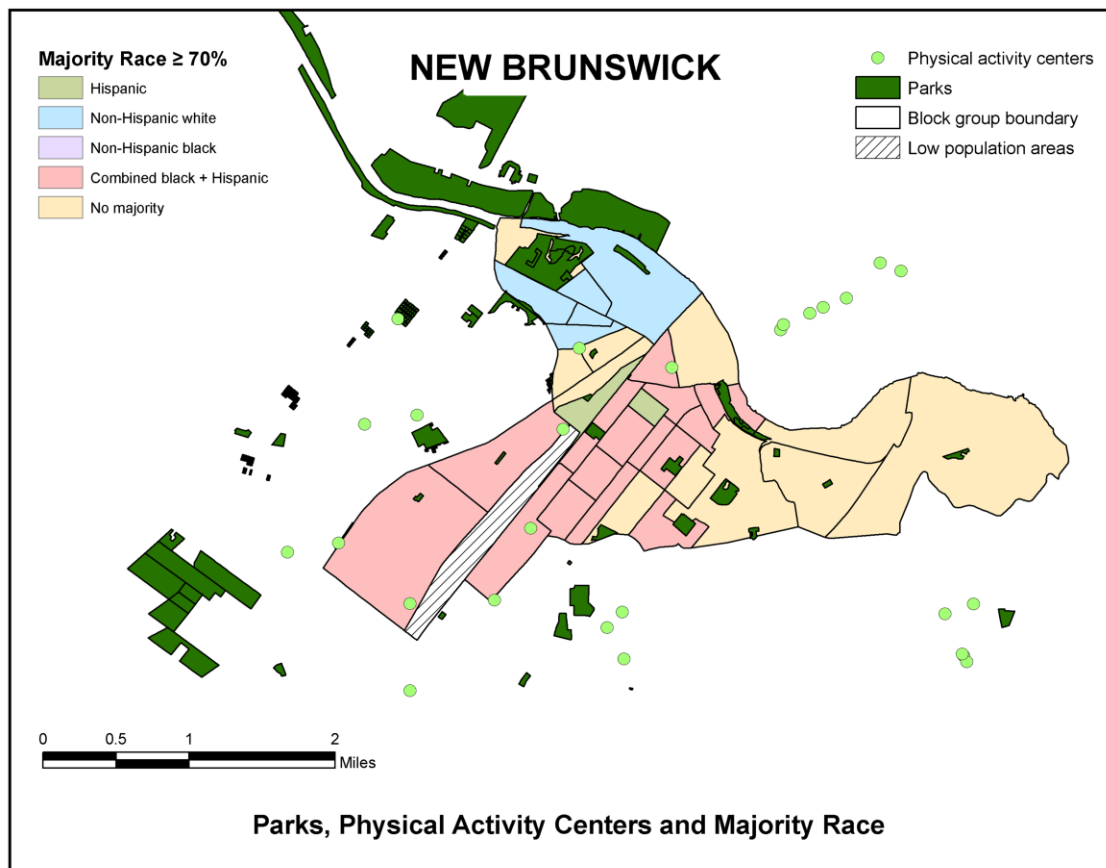 NEW BRUNSWICK
Majority Race ≥ 70%
Hispanic
Non-Hispanic white
Non-Hispanic black
Combined black + Hispanic
No majority
Physical activity centers
Parks
Block group boundary
Low population areas
0 0.5 1 2
Miles
Parks, Physical Activity Centers and Majority Race